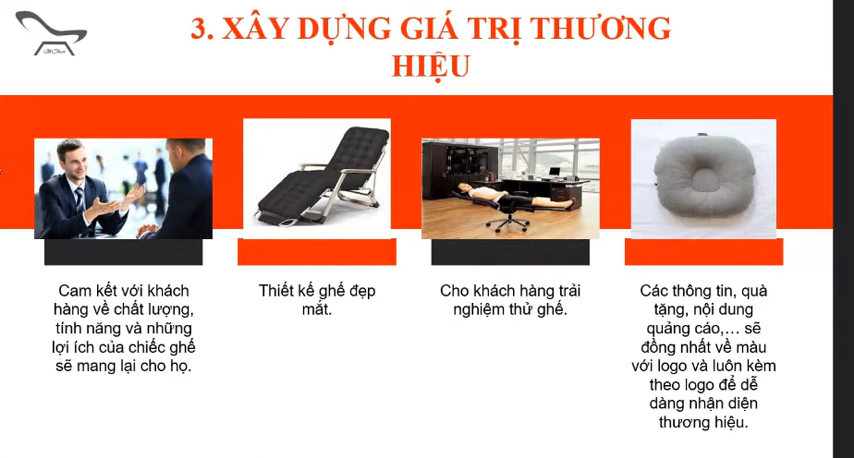 3. XÂY DỰNG GIÁ TRỊ THƯƠNG
HIỆU
Cam kết với khách
hàng về chất lượng,
tính năng và những
lợi ích của chiếc ghế
sẽ mang lại cho họ.
Thiết kế ghế đẹp
mắt.
Cho khách hàng trải
nghiệm thử ghế.
Các thông tin, quà
tặng, nội dung
quảng cáo,… sẽ
đồng nhất về màu
với logo và luôn kèm
theo logo để dễ
dàng nhận diện
thương hiệu.